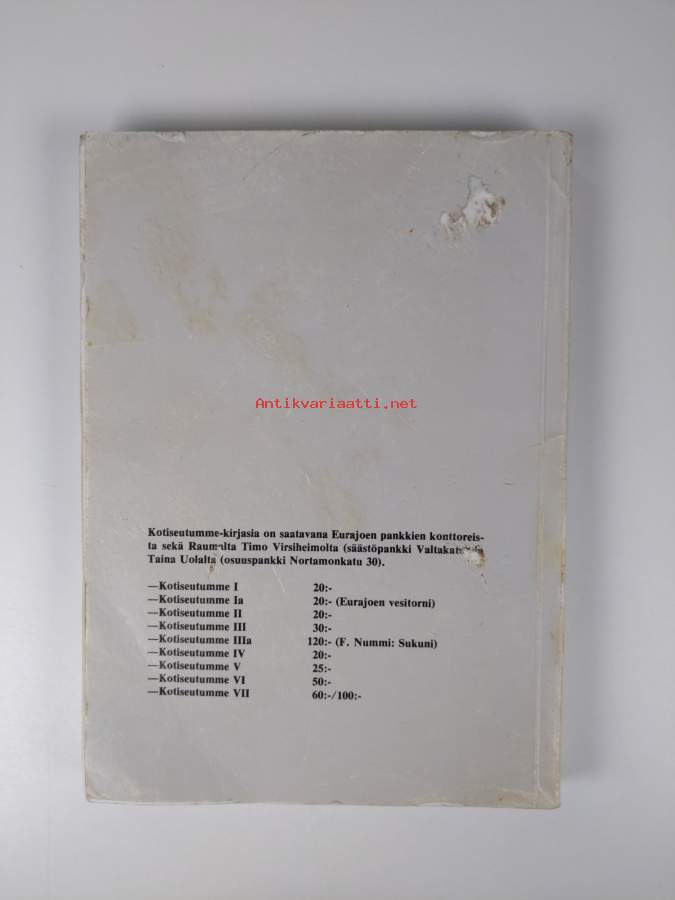 Antikvariaatti.net
Kotiseutumme-kirjasia on saatavana Eurajoen pankkien konttoreis-
ta sekä Raumalta Timo Virsiheimolta (säästöpankki
Taina Uolalta (osuuspankki Nortamonkatu 30).
—Kotiseutumme I 20:-
—Kotiseutumme Ia 20:- (Eurajoen vesitorni)
—Kotiseutumme II 20:-
—Kotiseutumme III 30:-
—Kotiseutumme IIIa 120:- (F. Nummi: Sukuni)
—Kotiseutumme IV 20:-
—Kotiseutumme V 25:-
—Kotiseutumme VI 50:-
—Kotiseutumme VII 60:-/100:-